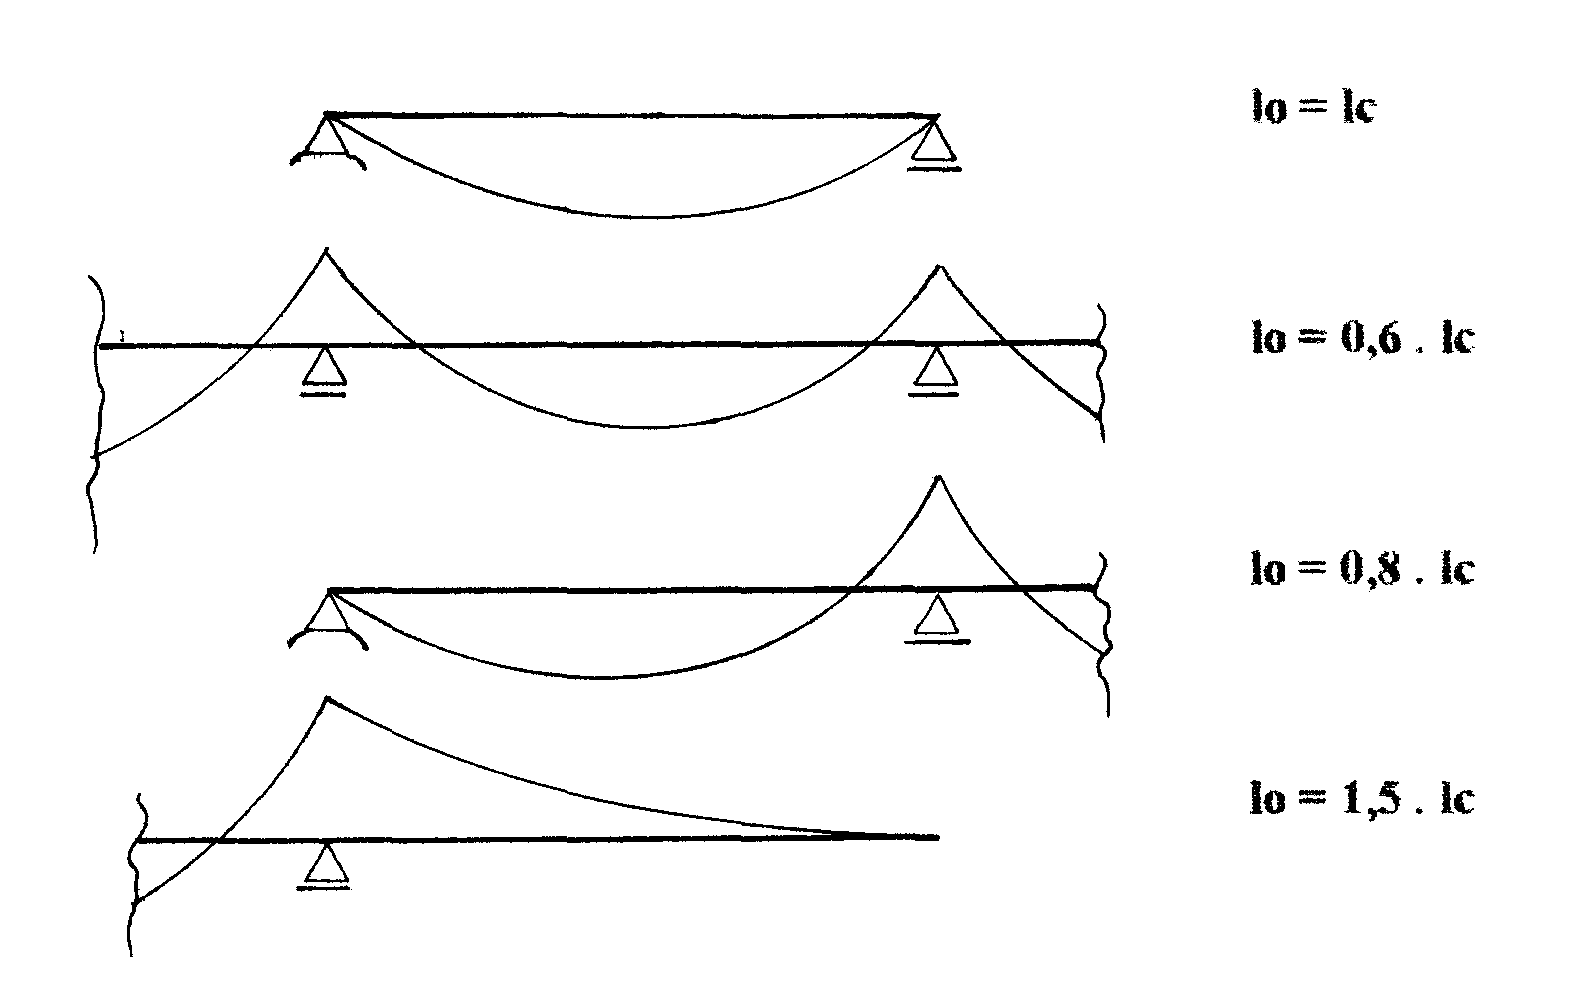 lo = lc
lo = 0,6 . lc
lo = 0,8 . lc
lo = 1,5 . lc